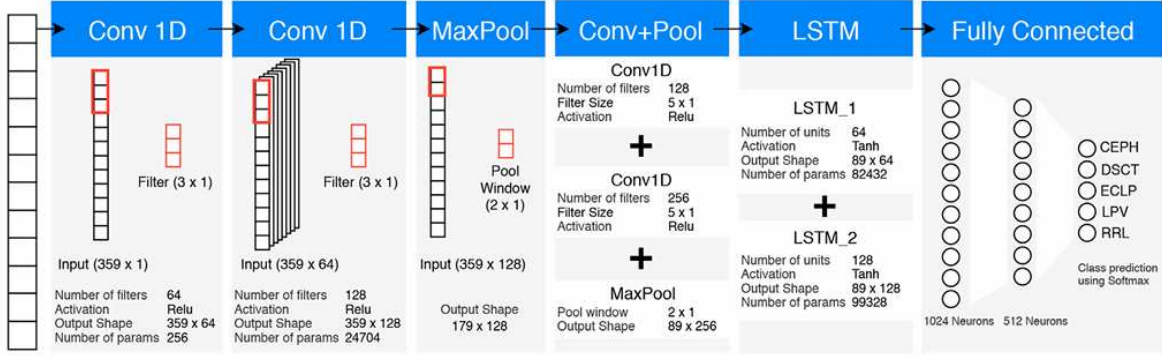 Conv 1D
Conv 1D
MaxPool
Conv+Pool
LSTM
Fully Connected
Filter (3 x 1)
Input (359 x 1)
Number of filters 64
Activation Relu
Output Shape 359 x 64
Number of params 256
Filter (3 x 1)
Input (359 x 64)
Number of filters 128
Activation Relu
Output Shape 359 x 128
Number of params 24704
Pool
Window
(2 x 1)
Input (359 x 128)
Output Shape
179 x 128
Conv1D
Number of filters 128
Filter Size 5 x 1
Activation Relu
+
Conv1D
Number of filters 256
Filter Size 5 x 1
Activation Relu
+
MaxPool
Pool window 2 x 1
Output Shape 89 x 256
LSTM_1
Number of units 64
Activation Tanh
Output Shape 89 x 64
Number of params 82432
+
LSTM_2
Number of units 128
Activation Tanh
Output Shape 89 x 128
Number of params 99328
CEPH
DSCT
ECLP
LPV
RRL
Class prediction
using Softmax
1024 Neurons 512 Neurons